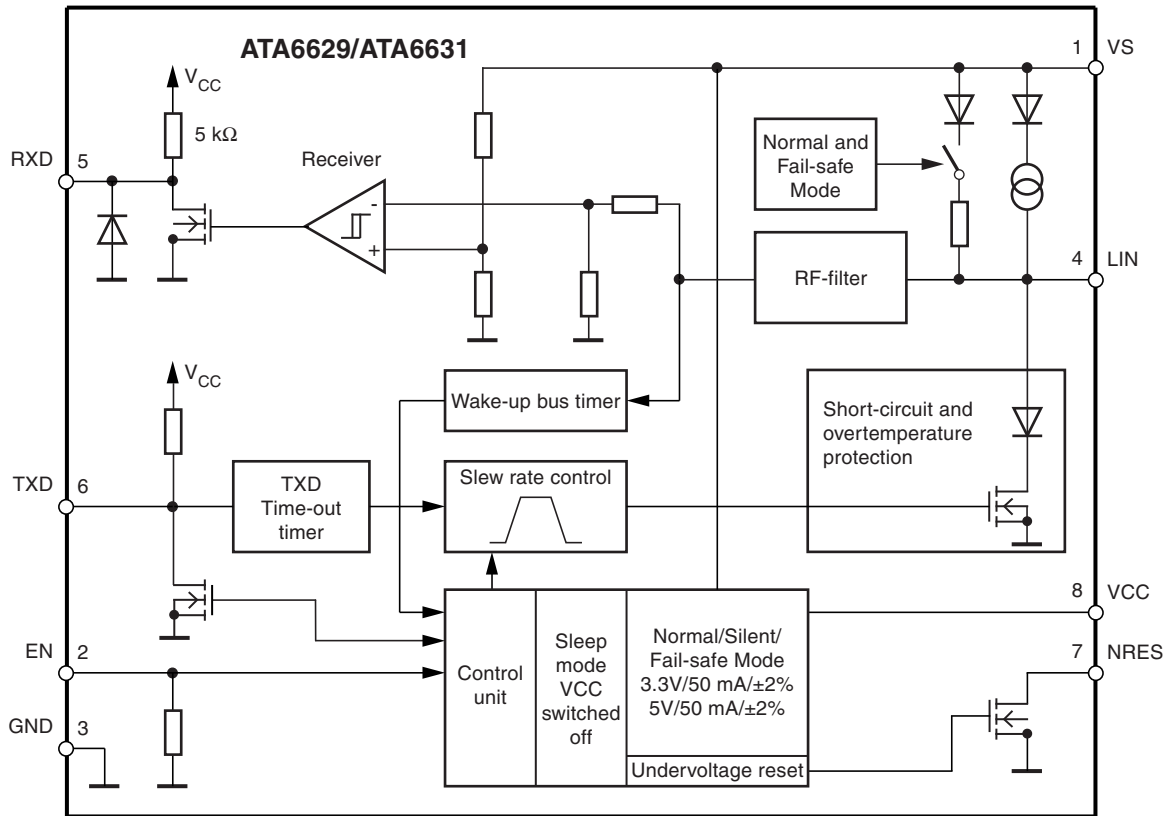 ATA6629/ATA6631
1 VS
VCC
5 kΩ
RXD 5
Receiver
-
+
Normal and
Fail-safe
Mode
RF-filter
4 LIN
VCC
Wake-up bus timer
Short-circuit and
overtemperature
protection
TXD 6
TXD
Time-out
timer
Slew rate control
8 VCC
EN 2
Control
unit
Sleep
mode
VCC
switched
off
Normal/Silent/
Fail-safe Mode
3.3V/50 mA/±2%
5V/50 mA/±2%
7 NRES
GND 3
Undervoltage reset